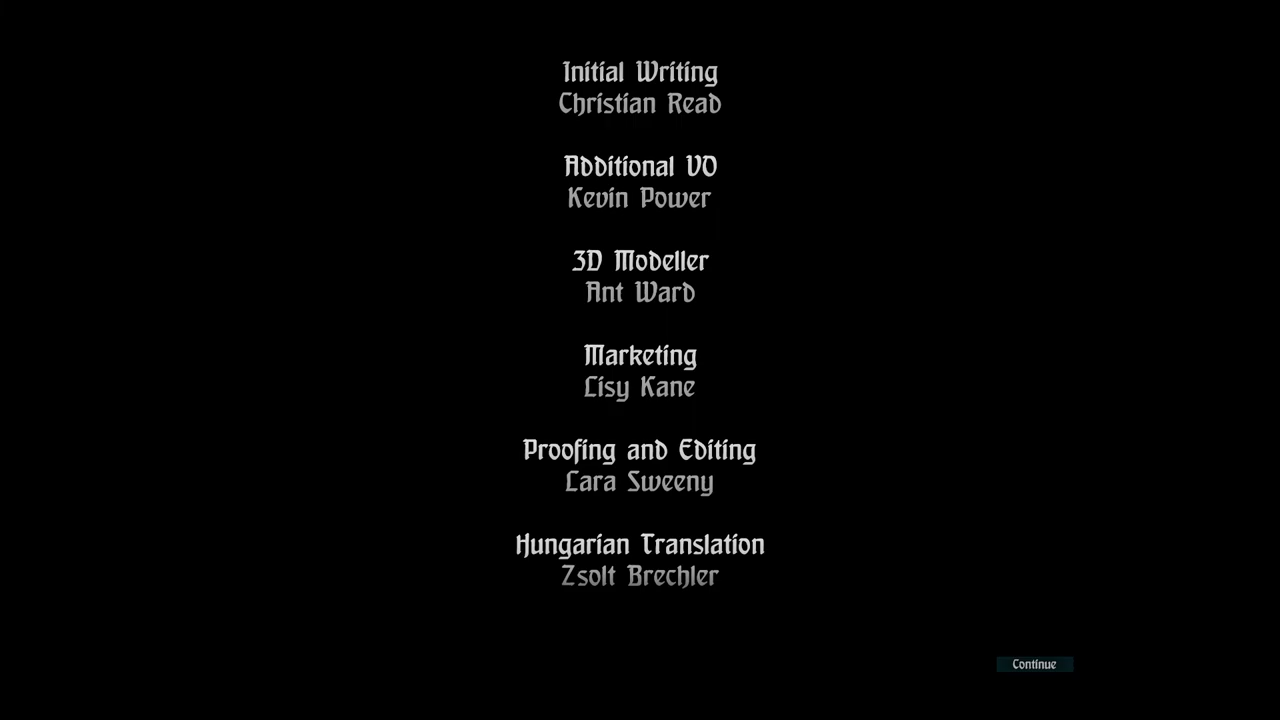 Initial Writing
Christian Read
Additional VO
Kevin Power
3D Modeller
Ant Ward
Marketing
Lisy Kane
Proofing and Editing
Lara Sweeny
Hungarian Translation
Zsolt Brechler
Continue